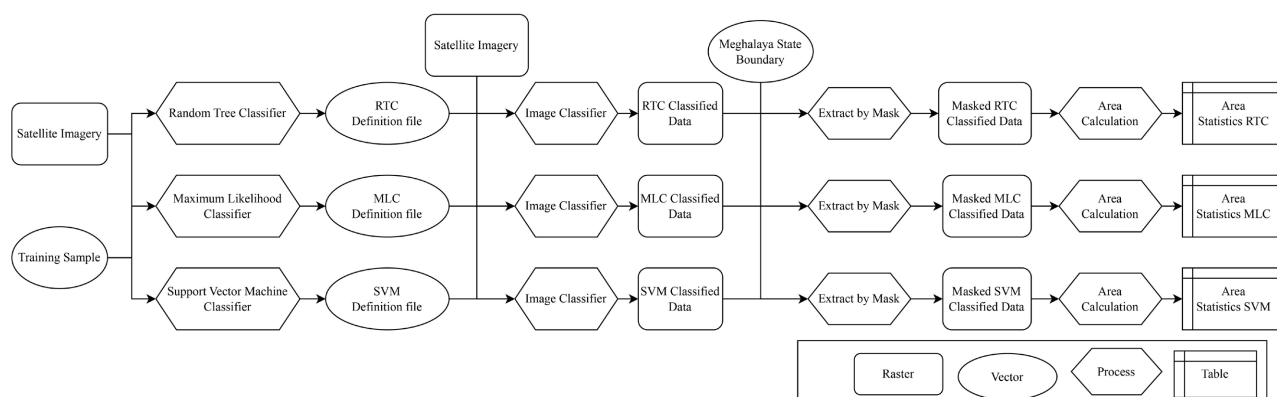 Satellite Imagery
Meghalaya State
Boundary
Satellite Imagery
Random Tree Classifier
RTC
Definition file
Image Classifier
RTC Classified
Data
Extract by Mask
Masked RTC
Classified Data
Area
Calculation
Area
Statistics RTC
Maximum Likelihood
Classifier
MLC
Definition file
Image Classifier
MLC Classified
Data
Extract by Mask
Masked MLC
Classified Data
Area
Calculation
Area
Statistics MLC
Training Sample
Support Vector Machine
Classifier
SVM
Definition file
Image Classifier
SVM Classified
Data
Extract by Mask
Masked SVM
Classified Data
Area
Calculation
Area
Statistics SVM
Raster
Vector
Process
Table